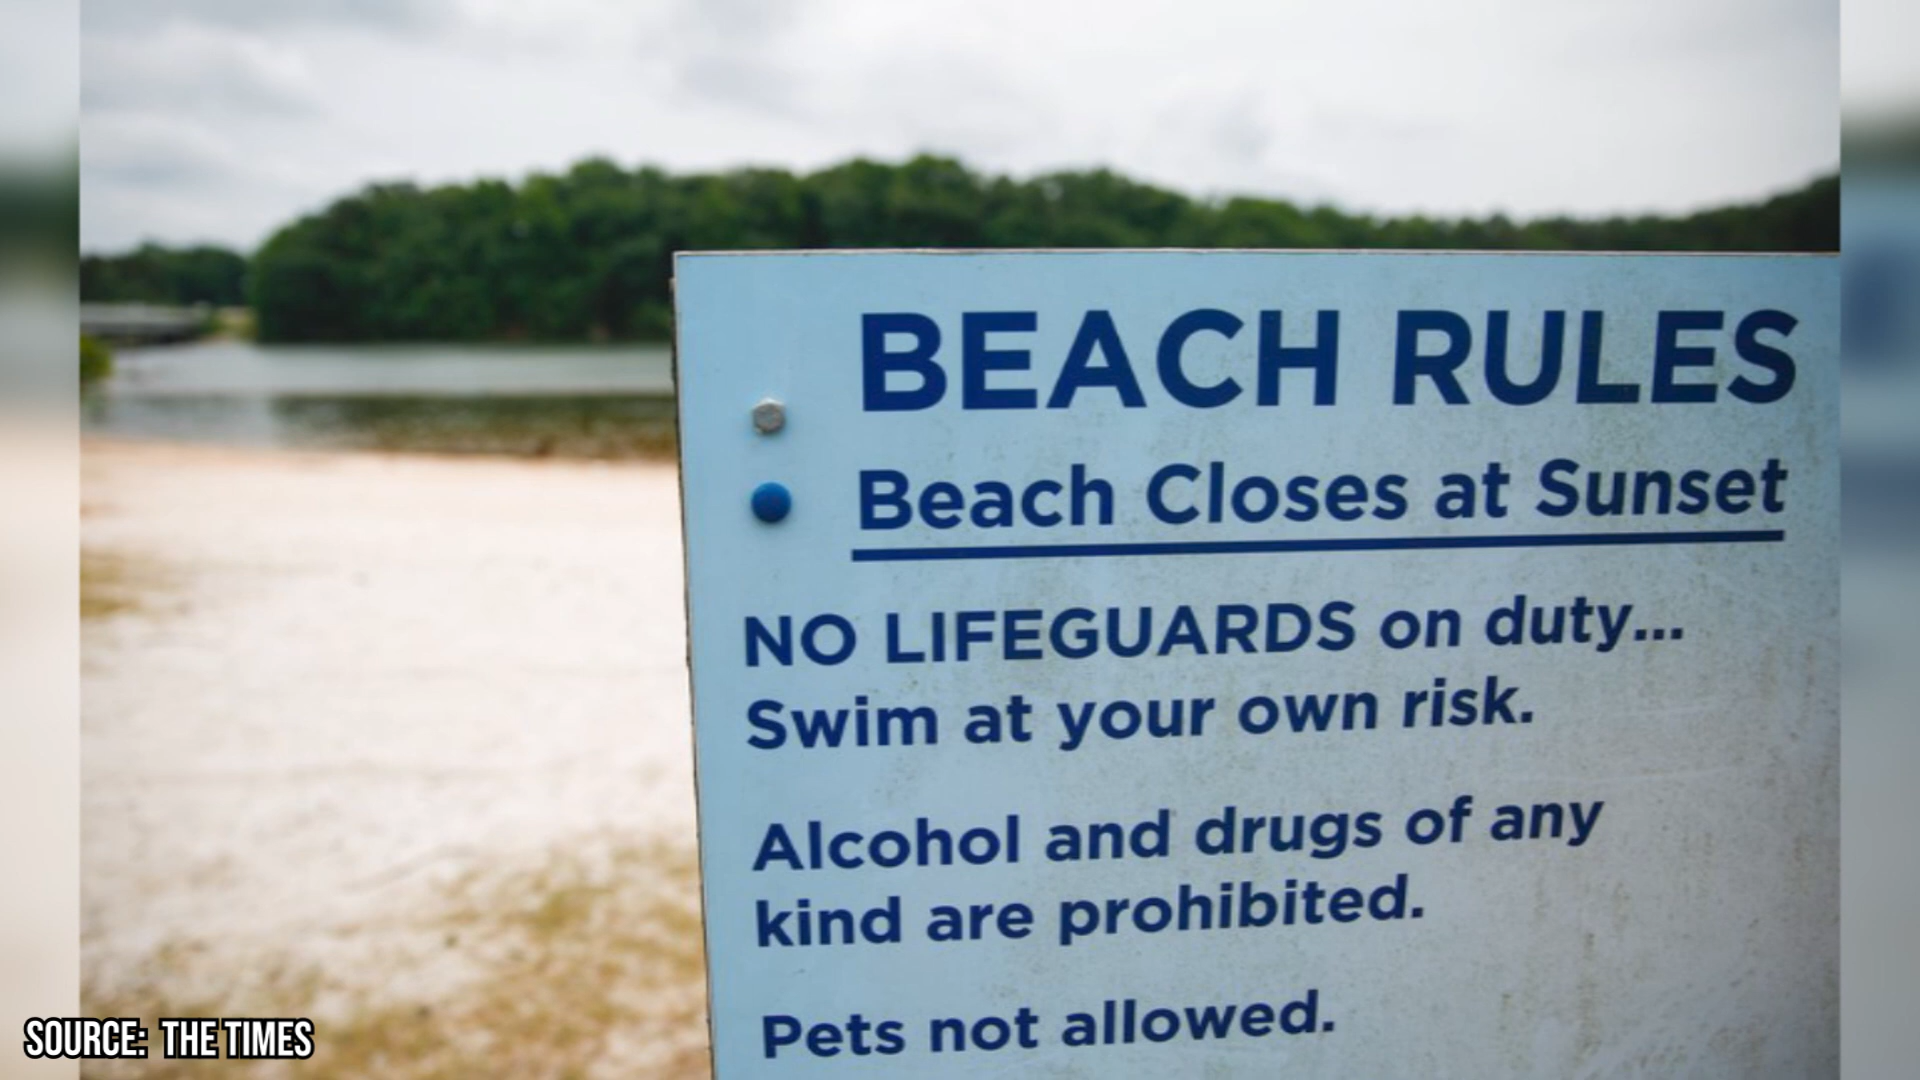 BEACH RULES
Beach Closes at Sunset
NO LIFEGUARDS on duty...
Swim at your own risk.
Alcohol and drugs of any
kind are prohibited.
Pets not allowed.
SOURCE: THE TIMES